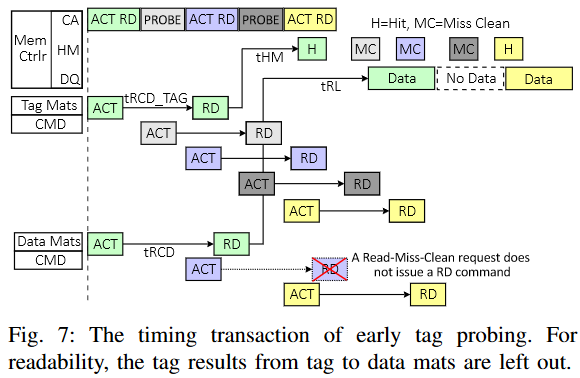 CA
ACT RD PROBE ACT RD PROBE ACT RD
H=Hit, MC=Miss Clean
Mem
Ctrlr
HM
tHM
H MC MC MC H
DQ
tRL
Data No Data Data
Tag Mats
CMD
ACT tRCD_TAG RD
ACT RD
ACT RD
ACT RD
ACT RD
Data Mats
CMD
ACT tRCD RD
A Read-Miss-Clean request does
not issue a RD command
ACT RD
ACT RD
Fig. 7: The timing transaction of early tag probing. For
readability, the tag results from tag to data mats are left out.